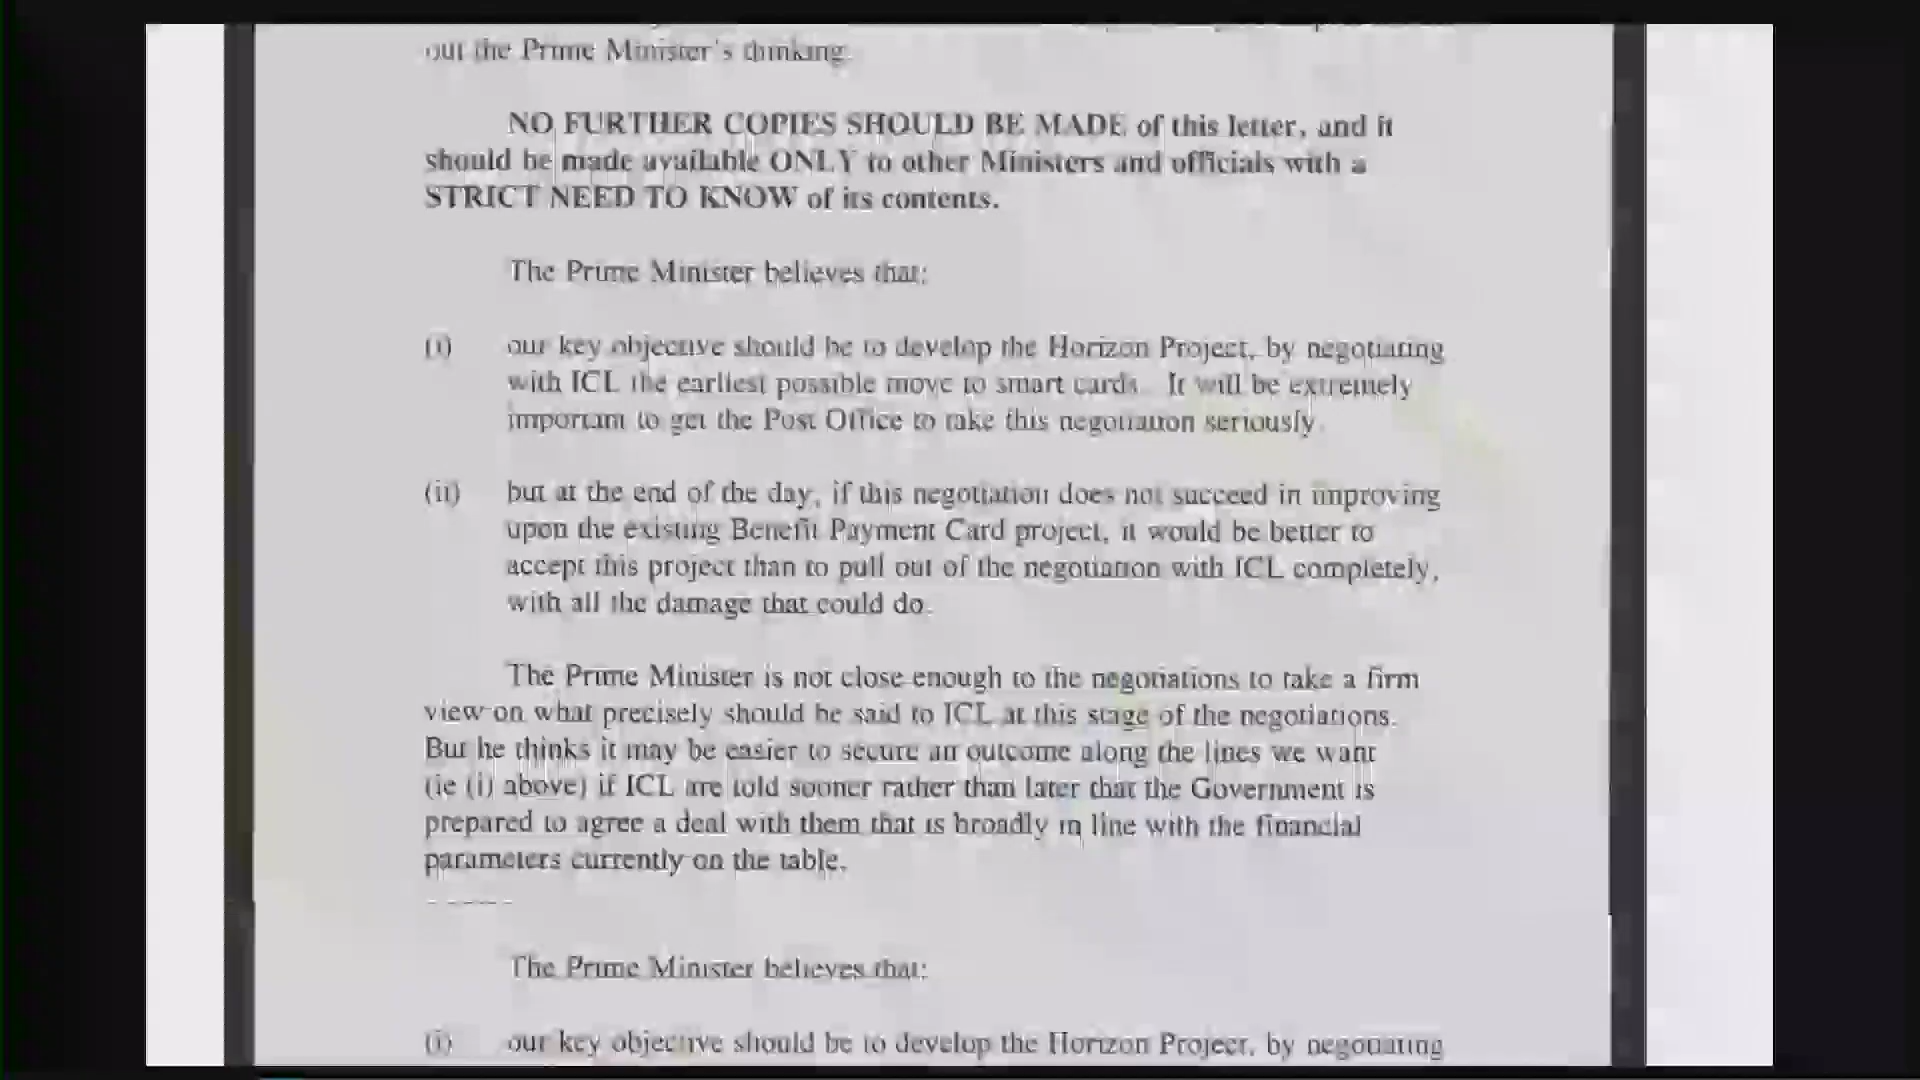 out the Prime Minister's thinking.
NO FURTHER COPIES SHOULD BE MADE of this letter, and it
should be made available ONLY to other Ministers and officials with a
STRICT NEED TO KNOW of its contents.
The Prime Minister believes that:
(i) our key objective should be to develop the Horizon Project, by negotiating
with ICL the earliest possible move to smart cards. It will be extremely
important to get the Post Office to take this negotiation seriously.
(ii) but at the end of the day, if this negotiation does not succeed in improving
upon the existing Benefit Payment Card project, it would be better to
accept this project than to pull out of the negotiation with ICL completely,
with all the damage that could do.
The Prime Minister is not close enough to the negotiations to take a firm
view on what precisely should be said to ICL at this stage of the negotiations.
But he thinks it may be easier to secure an outcome along the lines we want
(ie (i) above) if ICL are told sooner rather than later that the Government is
prepared to agree a deal with them that is broadly in line with the financial
parameters currently on the table.
The Prime Minister believes that:
(i) our key objective should be to develop the Horizon Project, by negotiating